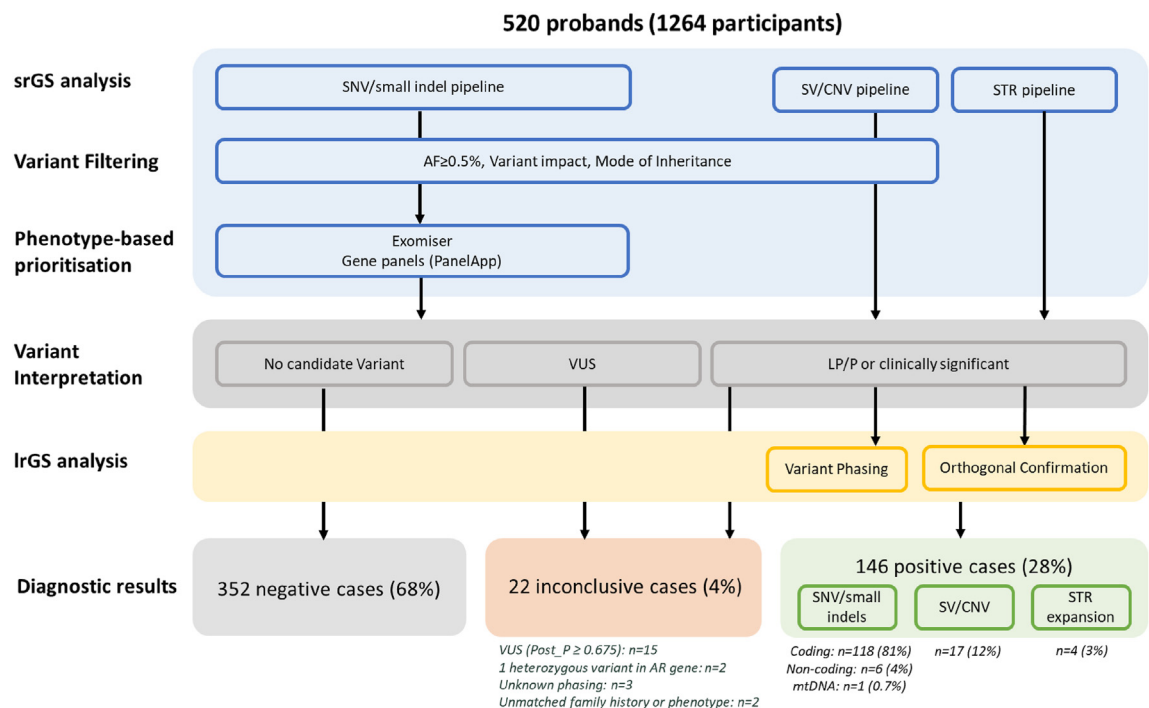 520 probands (1264 participants)
srGS analysis
SNV/small indel pipeline
SV/CNV pipeline
STR pipeline
Variant Filtering
AF≥0.5%, Variant impact, Mode of Inheritance
Phenotype-based
prioritisation
Exomiser
Gene panels (PanelApp)
Variant
Interpretation
No candidate Variant
VUS
LP/P or clinically significant
lrGS analysis
Variant Phasing
Orthogonal Confirmation
Diagnostic results
352 negative cases (68%)
22 inconclusive cases (4%)
146 positive cases (28%)
SNV/small
indels
SV/CNV
STR
expansion
VUS (Post_P ≥ 0.675): n=15
1 heterozygous variant in AR gene: n=2
Unknown phasing: n=3
Unmatched family history or phenotype: n=2
Coding: n=118 (81%)
Non-coding: n=6 (4%)
mtDNA: n=1 (0.7%)
n=17 (12%)
n=4 (3%)